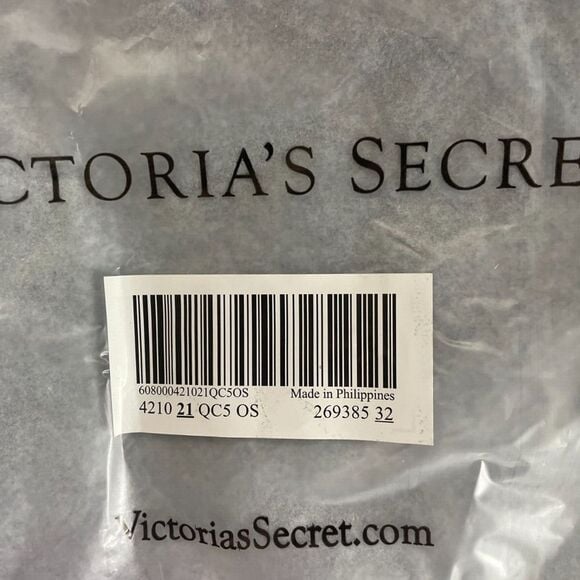 CTORIA'S SECRE
608000421021QC5OS Made in Philippines
4210 21 QC5 OS 269385 32
VictoriasSecret.com